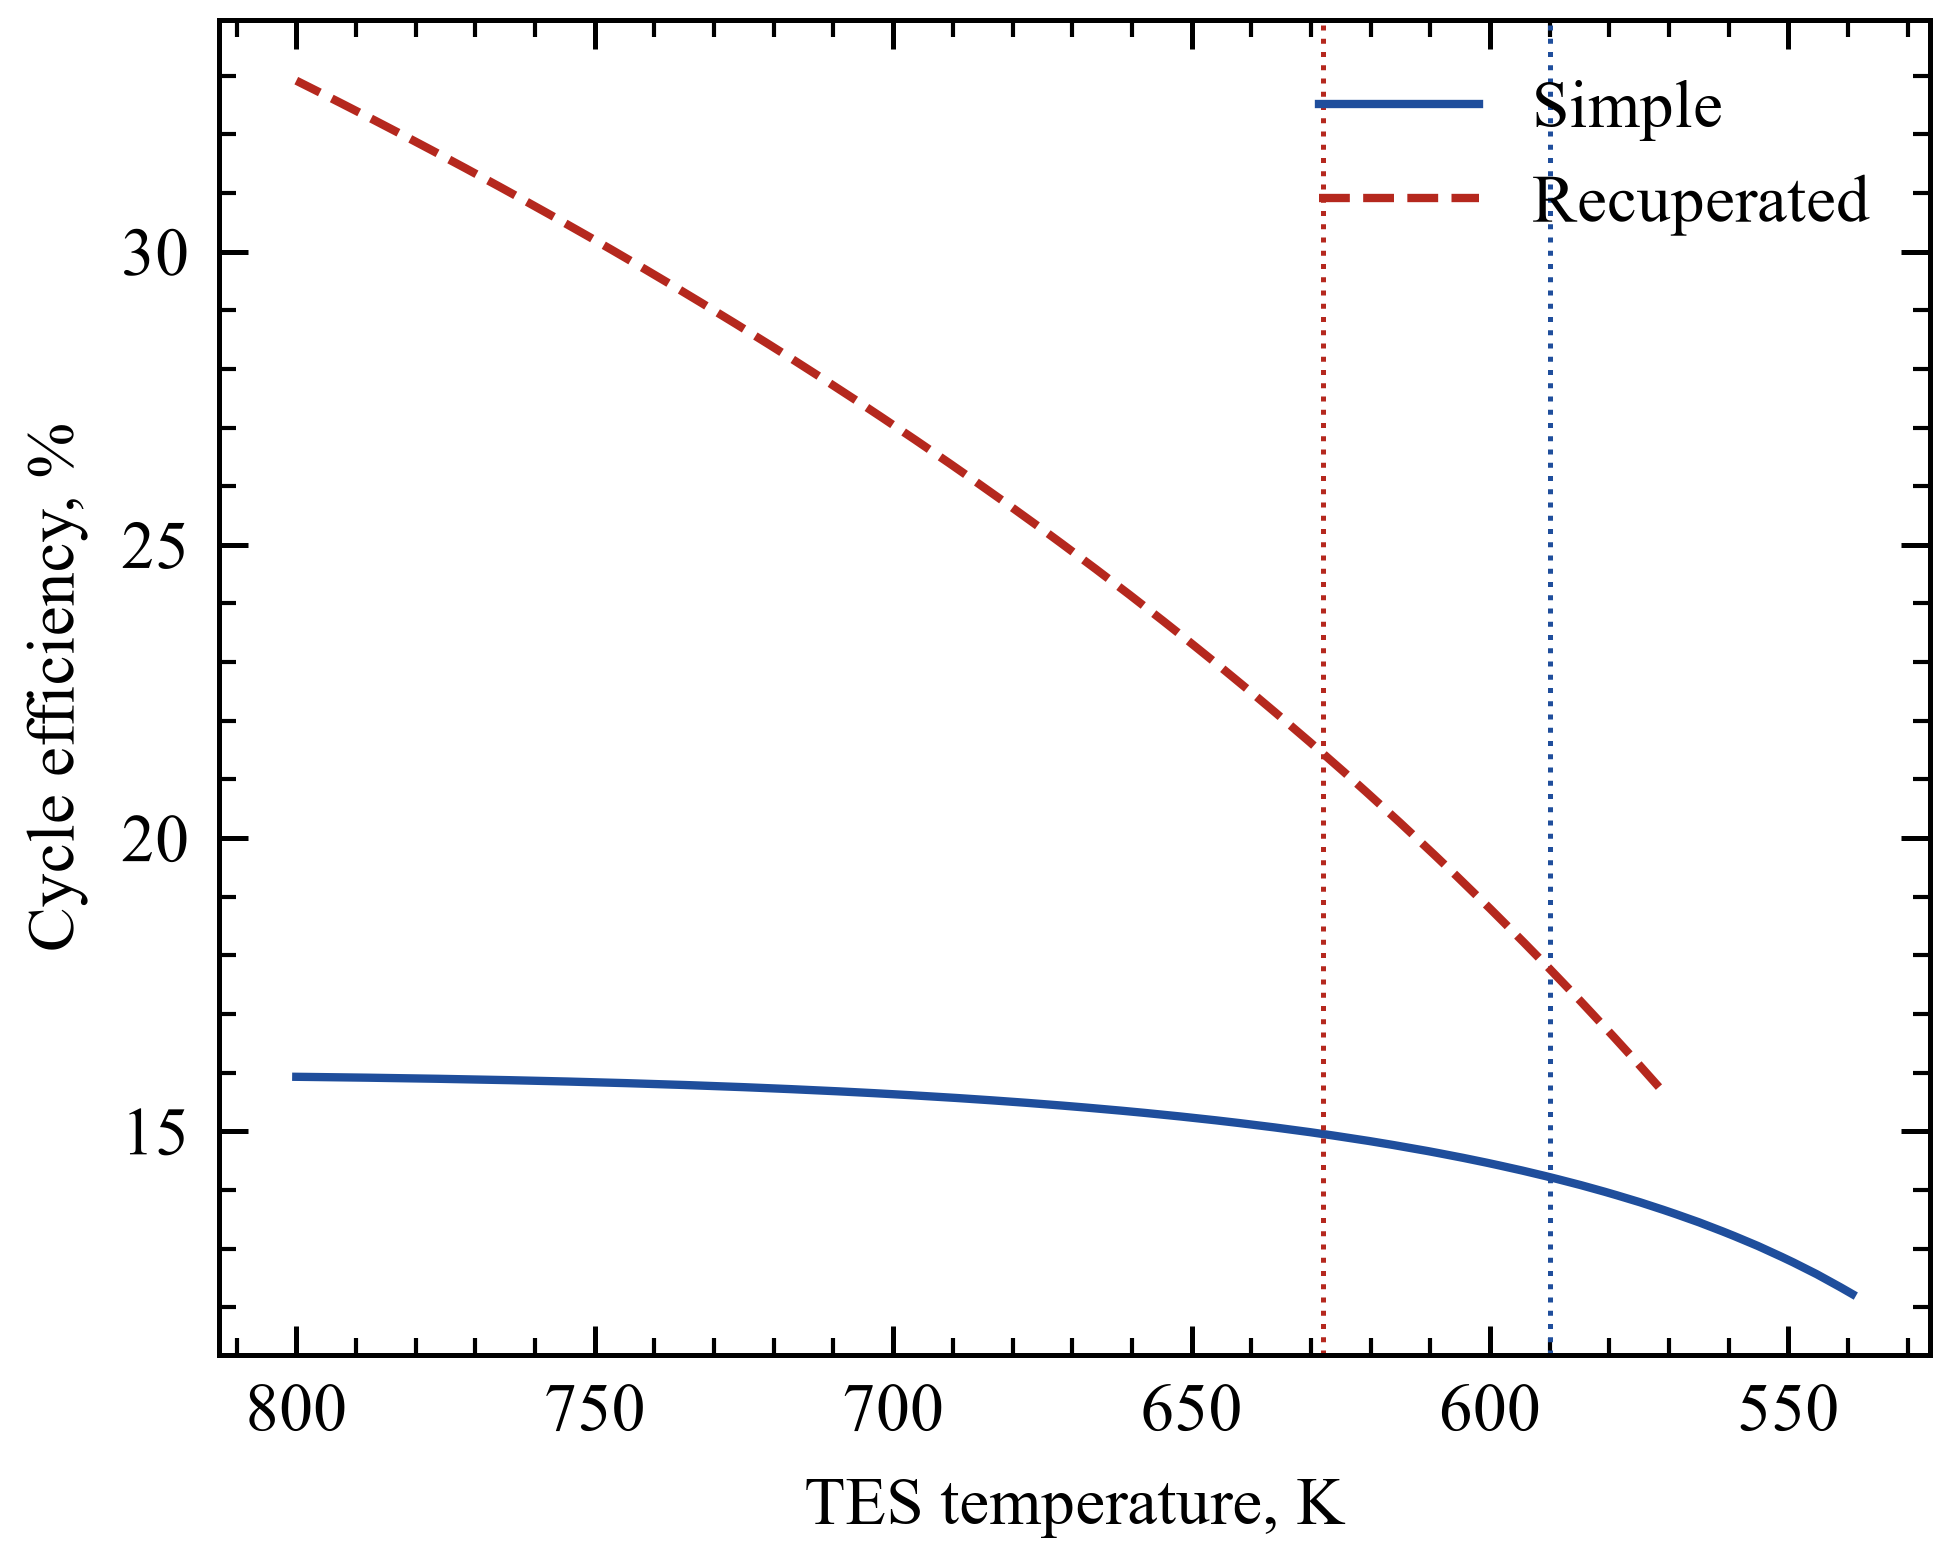 Simple
Recuperated
30
25
20
15
Cycle efficiency, %
800 750 700 650 600 550
TES temperature, K